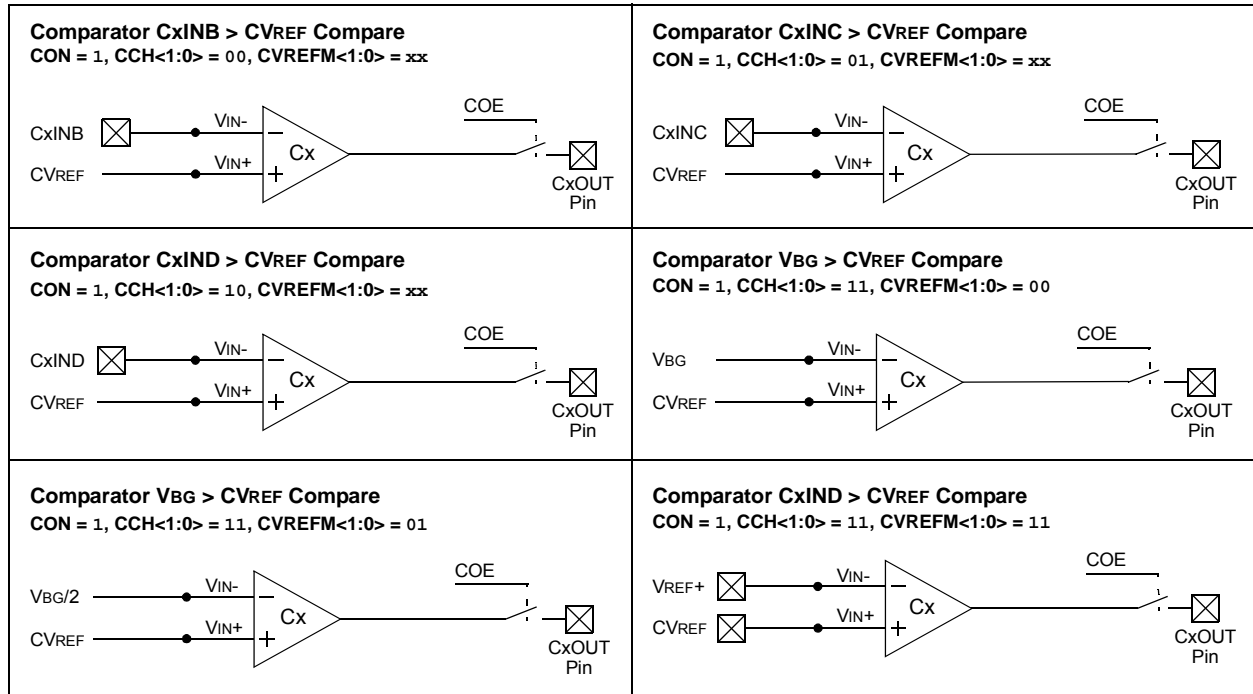 Comparator CxINB > CVREF Compare
CON = 1, CCH<1:0> = 00, CVREFM<1:0> = xx
COE
CxINB
VIN-
–
Cx
CVREF
VIN+
+
CxOUT
Pin
Comparator CxINC > CVREF Compare
CON = 1, CCH<1:0> = 01, CVREFM<1:0> = xx
COE
CxINC
VIN-
–
Cx
CVREF
VIN+
+
CxOUT
Pin
Comparator CxIND > CVREF Compare
CON = 1, CCH<1:0> = 10, CVREFM<1:0> = xx
COE
CxIND
VIN-
–
Cx
CVREF
VIN+
+
CxOUT
Pin
Comparator VBG > CVREF Compare
CON = 1, CCH<1:0> = 11, CVREFM<1:0> = 00
COE
VBG
VIN-
–
Cx
CVREF
VIN+
+
CxOUT
Pin
Comparator VBG > CVREF Compare
CON = 1, CCH<1:0> = 11, CVREFM<1:0> = 01
COE
VBG/2
VIN-
–
Cx
CVREF
VIN+
+
CxOUT
Pin
Comparator CxIND > CVREF Compare
CON = 1, CCH<1:0> = 11, CVREFM<1:0> = 11
COE
VREF+
VIN-
–
Cx
CVREF
VIN+
+
CxOUT
Pin